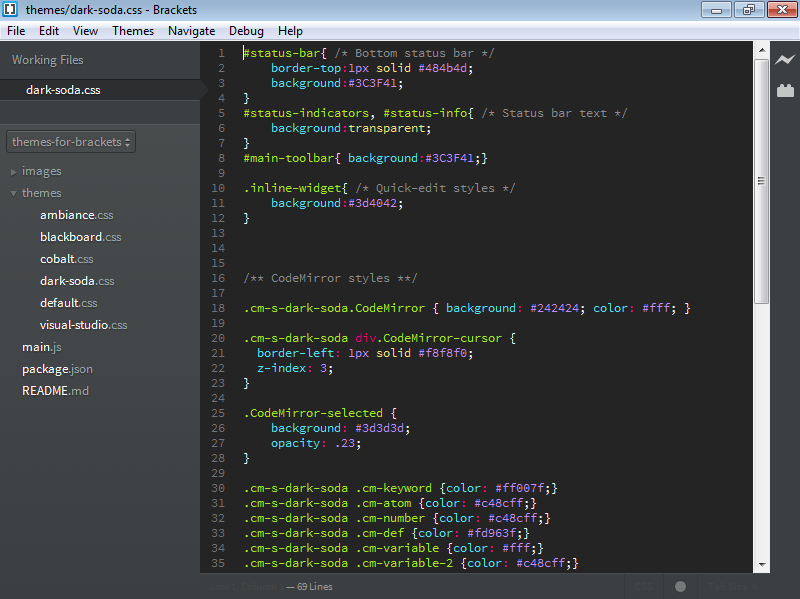 themes/dark-soda.css - Brackets
File Edit View Themes Navigate Debug Help
Working Files
dark-soda.css
themes-for-brackets
images
themes
ambiance.css
blackboard.css
cobalt.css
dark-soda.css
default.css
visual-studio.css
main.js
package.json
README.md
1 #status-bar{ /* Bottom status bar */
2 border-top:1px solid #484b4d;
3 background:#3C3F41;
4 }
5 #status-indicators, #status-info{ /* Status bar text */
6 background:transparent;
7 }
8 #main-toolbar{ background:#3C3F41;}
9
10 .inline-widget{ /* Quick-edit styles */
11 background:#3d4042;
12 }
13
14
15
16 /** CodeMirror styles **/
17
18 .cm-s-dark-soda.CodeMirror { background: #242424; color: #fff; }
19
20 .cm-s-dark-soda div.CodeMirror-cursor {
21 border-left: 1px solid #f8f8f0;
22 z-index: 3;
23 }
24
25 .CodeMirror-selected {
26 background: #3d3d3d;
27 opacity: .23;
28 }
29
30 .cm-s-dark-soda .cm-keyword {color: #ff007f;}
31 .cm-s-dark-soda .cm-atom {color: #c48cff;}
32 .cm-s-dark-soda .cm-number {color: #c48cff;}
33 .cm-s-dark-soda .cm-def {color: #fd963f;}
34 .cm-s-dark-soda .cm-variable {color: #fff;}
35 .cm-s-dark-soda .cm-variable-2 {color: #c48cff;}
— 69 Lines